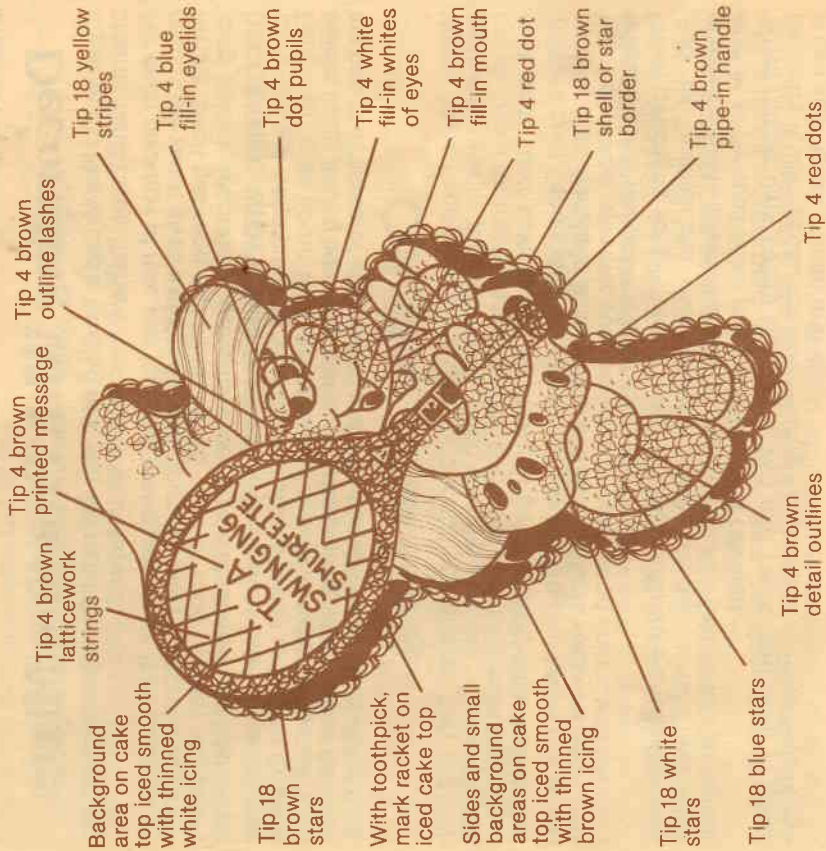 Background
area on cake
top iced smooth
with thinned
white icing
Tip 4 brown
latticework
strings
Tip 4 brown
printed message
Tip 4 brown
outline lashes
Tip 18 yellow
stripes
Tip 4 blue
fill-in eyelids
Tip 4 brown
dot pupils
Tip 4 white
fill-in whites
of eyes
Tip 4 brown
fill-in mouth
Tip 4 red dot
Tip 18 brown
shell or star
border
Tip 4 brown
pipe-in handle
Tip 4 red dots
TO A
SWINGING
SMURFETTE
Tip 18
brown
stars
With toothpick,
mark racket on
iced cake top
Sides and small
background
areas on cake
top iced smooth
with thinned
brown icing
Tip 18 white
stars
Tip 18 blue stars
Tip 4 brown
detail outlines